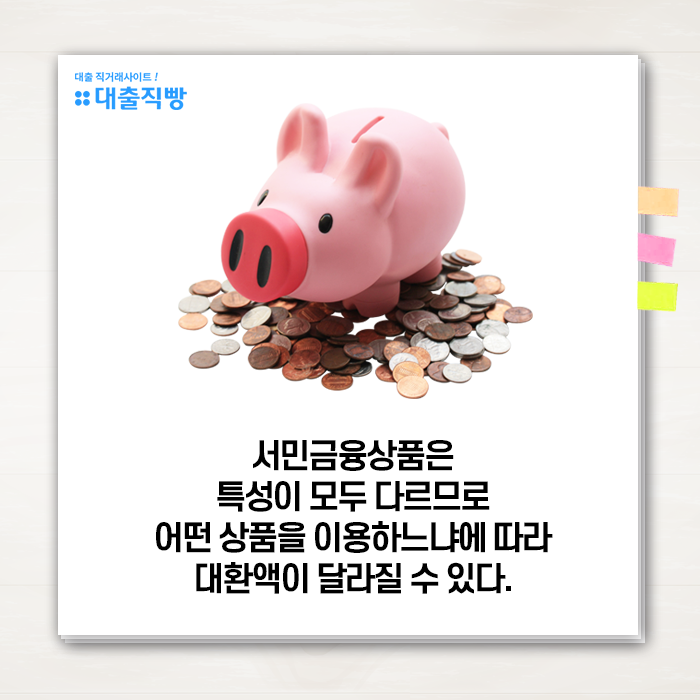 대출 직거래사이트!
대출직빵
서민금융상품은
특성이 모두 다르므로
어떤 상품을 이용하느냐에 따라
대환액이 달라질 수 있다.